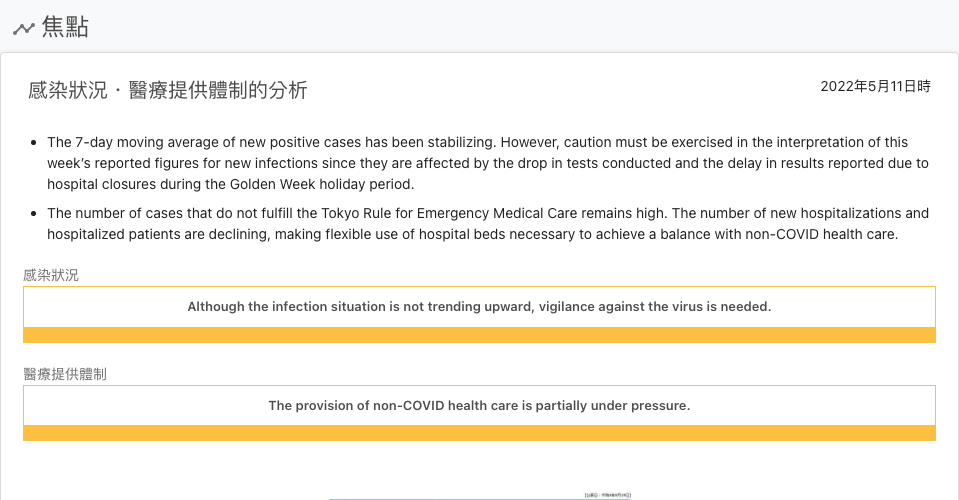 焦點
感染狀況・醫療提供體制的分析
2022年5月11日時
The 7-day moving average of new positive cases has been stabilizing. However, caution must be exercised in the interpretation of this
week's reported figures for new infections since they are affected by the drop in tests conducted and the delay in results reported due to
hospital closures during the Golden Week holiday period.
The number of cases that do not fulfill the Tokyo Rule for Emergency Medical Care remains high. The number of new hospitalizations and
hospitalized patients are declining, making flexible use of hospital beds necessary to achieve a balance with non-COVID health care.
感染狀況
Although the infection situation is not trending upward, vigilance against the virus is needed.
醫療提供體制
The provision of non-COVID health care is partially under pressure.